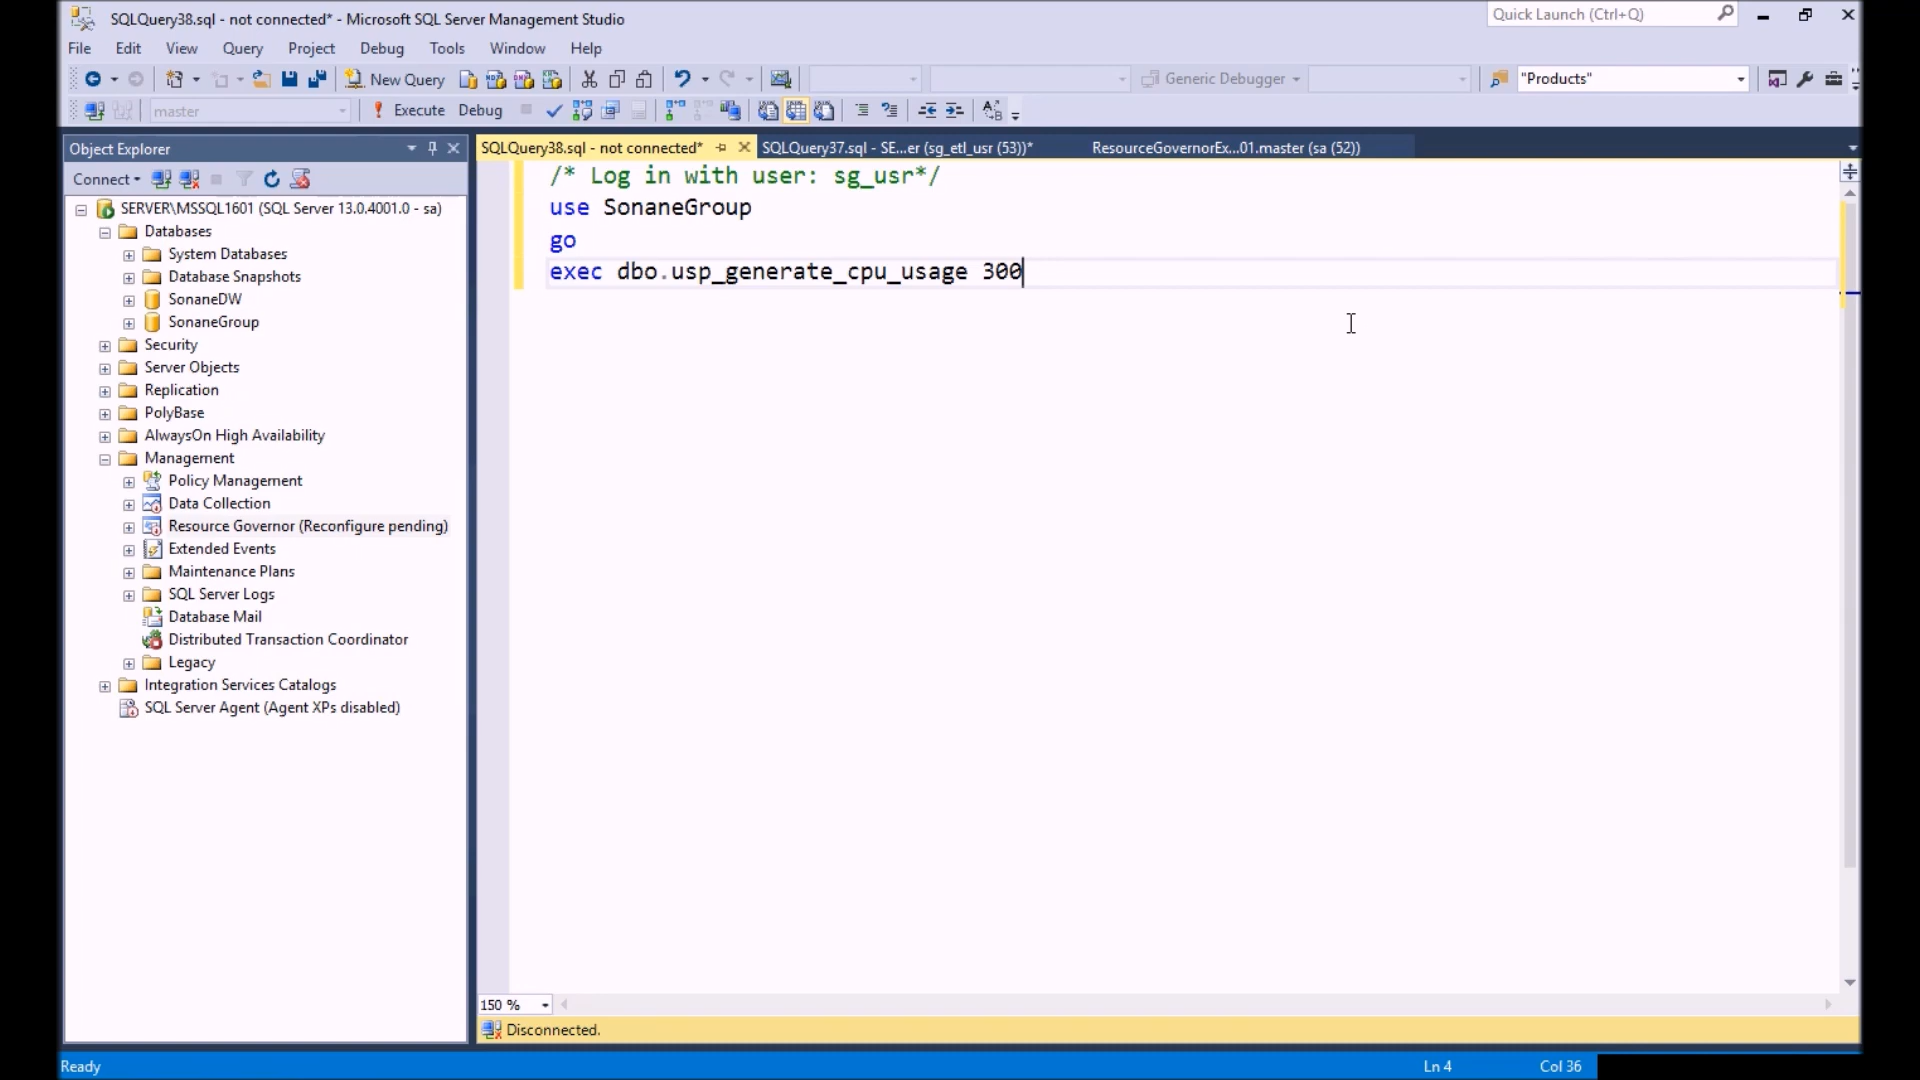 SQLQuery38.sql - not connected* - Microsoft SQL Server Management Studio
Quick Launch (Ctrl+Q)
File Edit View Query Project Debug Tools Window Help
New Query
Generic Debugger
"Products"
master
Execute
Debug
Object Explorer
SQLQuery38.sql - not connected*
SQLQuery37.sql - SE...er (sg_etl_usr (53))*
ResourceGovernorEx...01.master (sa (52))
Connect
SERVER\MSSQL1601 (SQL Server 13.0.4001.0 - sa)
Databases
System Databases
Database Snapshots
SonaneDW
SonaneGroup
Security
Server Objects
Replication
PolyBase
AlwaysOn High Availability
Management
Policy Management
Data Collection
Resource Governor (Reconfigure pending)
Extended Events
Maintenance Plans
SQL Server Logs
Database Mail
Distributed Transaction Coordinator
Legacy
Integration Services Catalogs
SQL Server Agent (Agent XPs disabled)
/* Log in with user: sg_usr*/
use SonaneGroup
go
exec dbo.usp_generate_cpu_usage 300
150 %
Disconnected.
Ready
Ln 4
Col 36